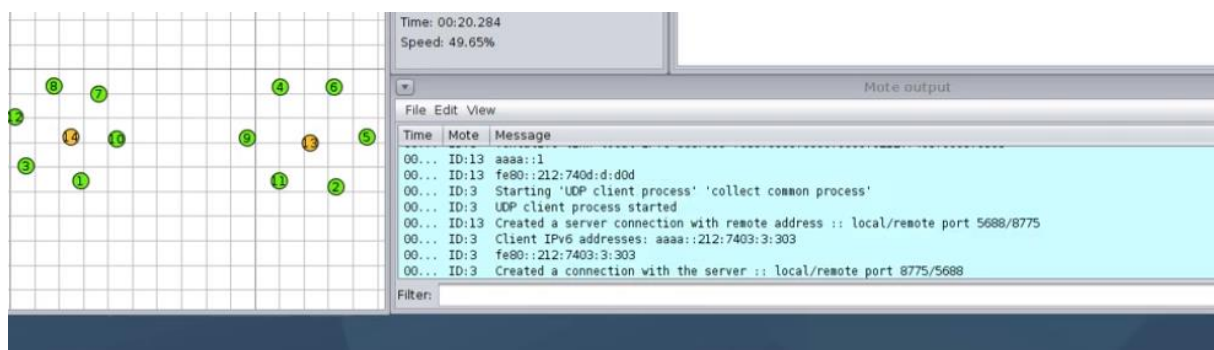 Time: 00:20.284
Speed: 49.65%
8
7
4
6
12
14
10
9
13
5
3
1
11
2
Mote output
File Edit View
Time Mote Message
00... ID:13 aaaa::1
00... ID:13 fe80::212:740d:d:d0d
00... ID:3 Starting 'UDP client process' 'collect common process'
00... ID:3 UDP client process started
00... ID:13 Created a server connection with remote address :: local/remote port 5688/8775
00... ID:3 Client IPv6 addresses: aaaa::212:7403:3:303
00... ID:3 fe80::212:7403:3:303
00... ID:3 Created a connection with the server :: local/remote port 8775/5688
Filter: